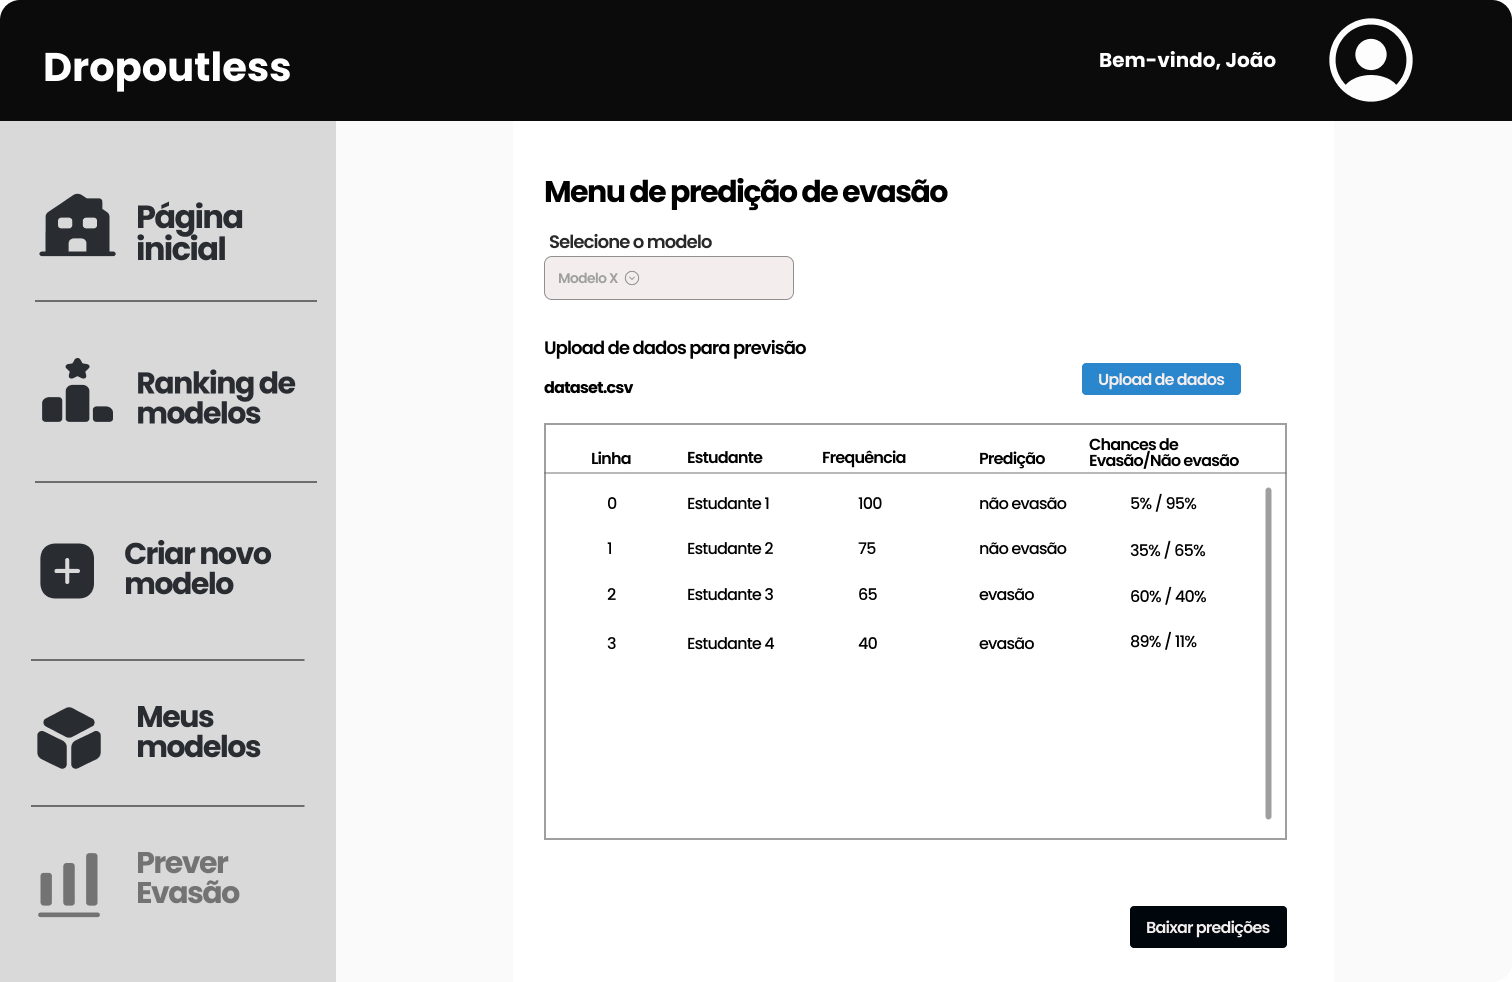 Dropoutless
Bem-vindo, João
Página
inicial
Ranking de
modelos
Criar novo
modelo
Meus
modelos
Prever
Evasão
Menu de predição de evasão
Selecione o modelo
Modelo X
Upload de dados para previsão
dataset.csv
Upload de dados
Linha Estudante Frequência Predição Chances de
Evasão/Não evasão
0 Estudante 1 100 não evasão 5% / 95%
1 Estudante 2 75 não evasão 35% / 65%
2 Estudante 3 65 evasão 60% / 40%
3 Estudante 4 40 evasão 89% / 11%
Baixar predições